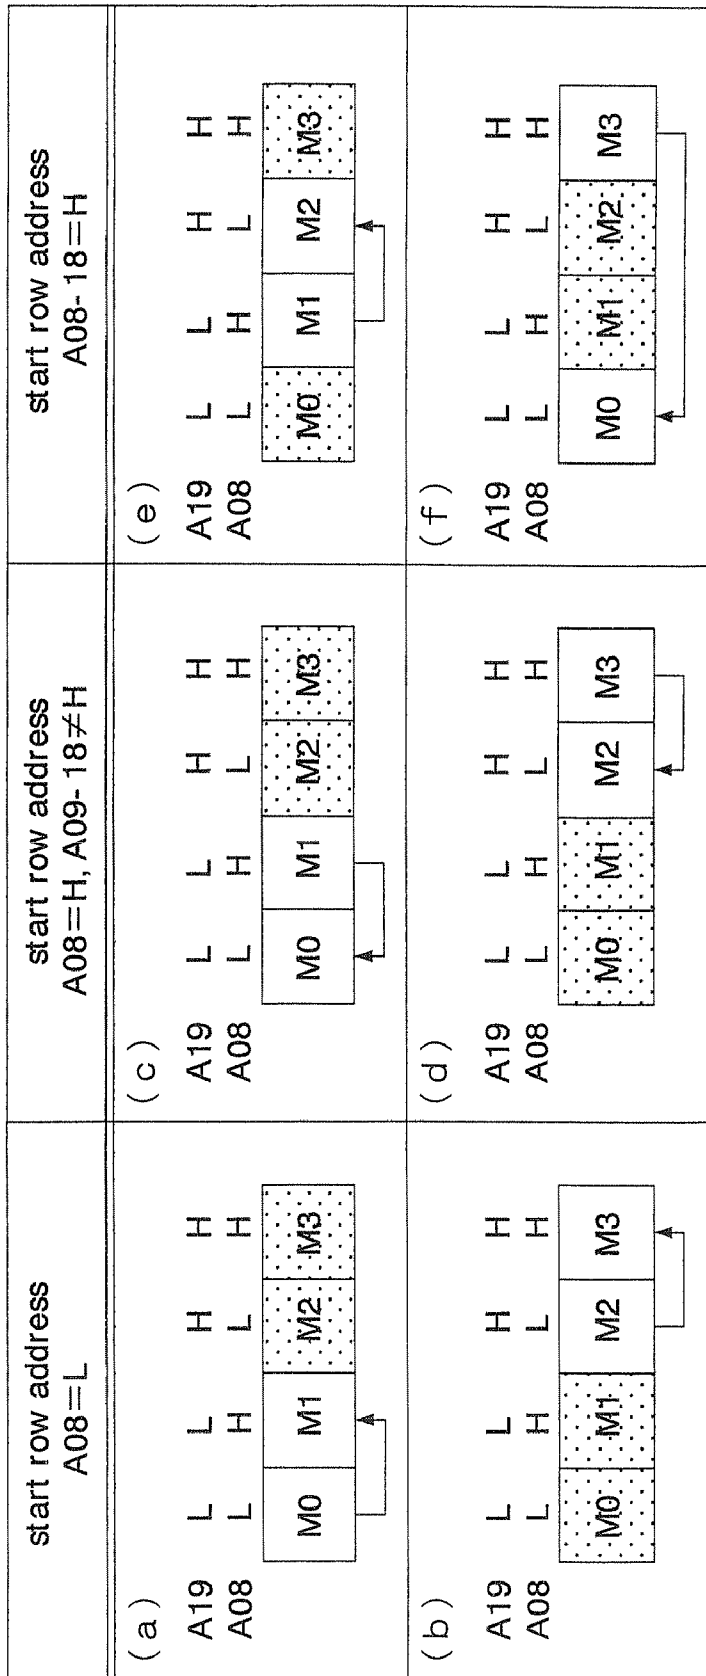 start row address
A08=L
start row address
A08=H, A09-18≠H
start row address
A08-18=H
(a)
A19 L L H H
A08 L H L H
M0 M1 M2 M3
(c)
A19 L L H H
A08 L H L H
M0 M1 M2 M3
(e)
A19 L L H H
A08 L H L H
M0 M1 M2 M3
(b)
A19 L L H H
A08 L H L H
M0 M1 M2 M3
(d)
A19 L L H H
A08 L H L H
M0 M1 M2 M3
(f)
A19 L L H H
A08 L H L H
M0 M1 M2 M3